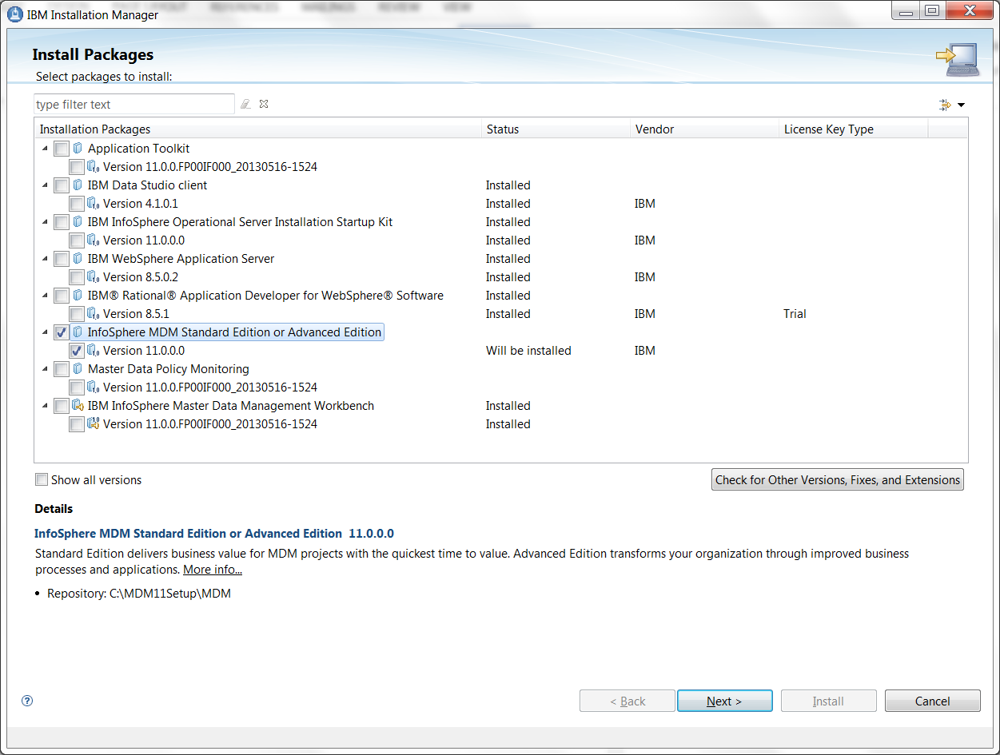 PAGE LAYOUT REFERENCES MAILINGS REVIEW VIEW
IBM Installation Manager
Install Packages
Select packages to install:
type filter text
Installation Packages Status Vendor License Key Type
Application Toolkit
Version 11.0.0.FP00IF000_20130516-1524
IBM Data Studio client Installed
Version 4.1.0.1 Installed IBM
IBM InfoSphere Operational Server Installation Startup Kit Installed
Version 11.0.0.0 Installed IBM
IBM WebSphere Application Server Installed
Version 8.5.0.2 Installed IBM
IBM® Rational® Application Developer for WebSphere® Software Installed
Version 8.5.1 Installed IBM Trial
InfoSphere MDM Standard Edition or Advanced Edition
Version 11.0.0.0 Will be installed IBM
Master Data Policy Monitoring
Version 11.0.0.FP00IF000_20130516-1524
IBM InfoSphere Master Data Management Workbench Installed
Version 11.0.0.FP00IF000_20130516-1524 Installed
Show all versions Check for Other Versions, Fixes, and Extensions
Details
InfoSphere MDM Standard Edition or Advanced Edition 11.0.0.0
Standard Edition delivers business value for MDM projects with the quickest time to value. Advanced Edition transforms your organization through improved business
processes and applications. More info...
• Repository: C:\MDM11Setup\MDM
? < Back Next > Install Cancel